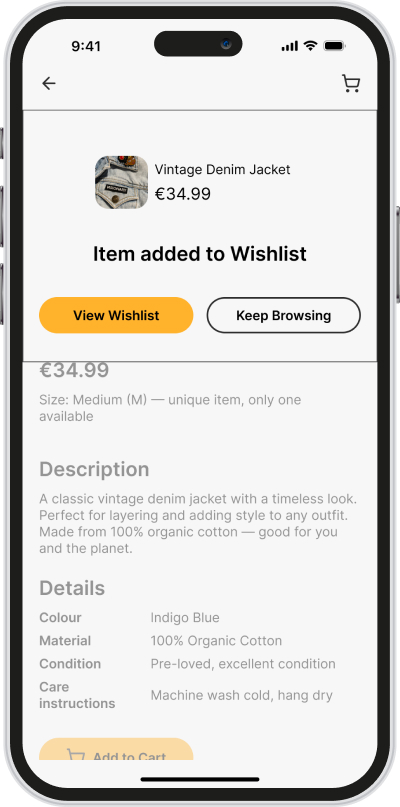 9:41
Vintage Denim Jacket
€34.99
Item added to Wishlist
View Wishlist
Keep Browsing
€34.99
Size: Medium (M) — unique item, only one
available
Description
A classic vintage denim jacket with a timeless look.
Perfect for layering and adding style to any outfit.
Made from 100% organic cotton — good for you
and the planet.
Details
Colour Indigo Blue
Material 100% Organic Cotton
Condition Pre-loved, excellent condition
Care
instructions Machine wash cold, hang dry
Add to Cart